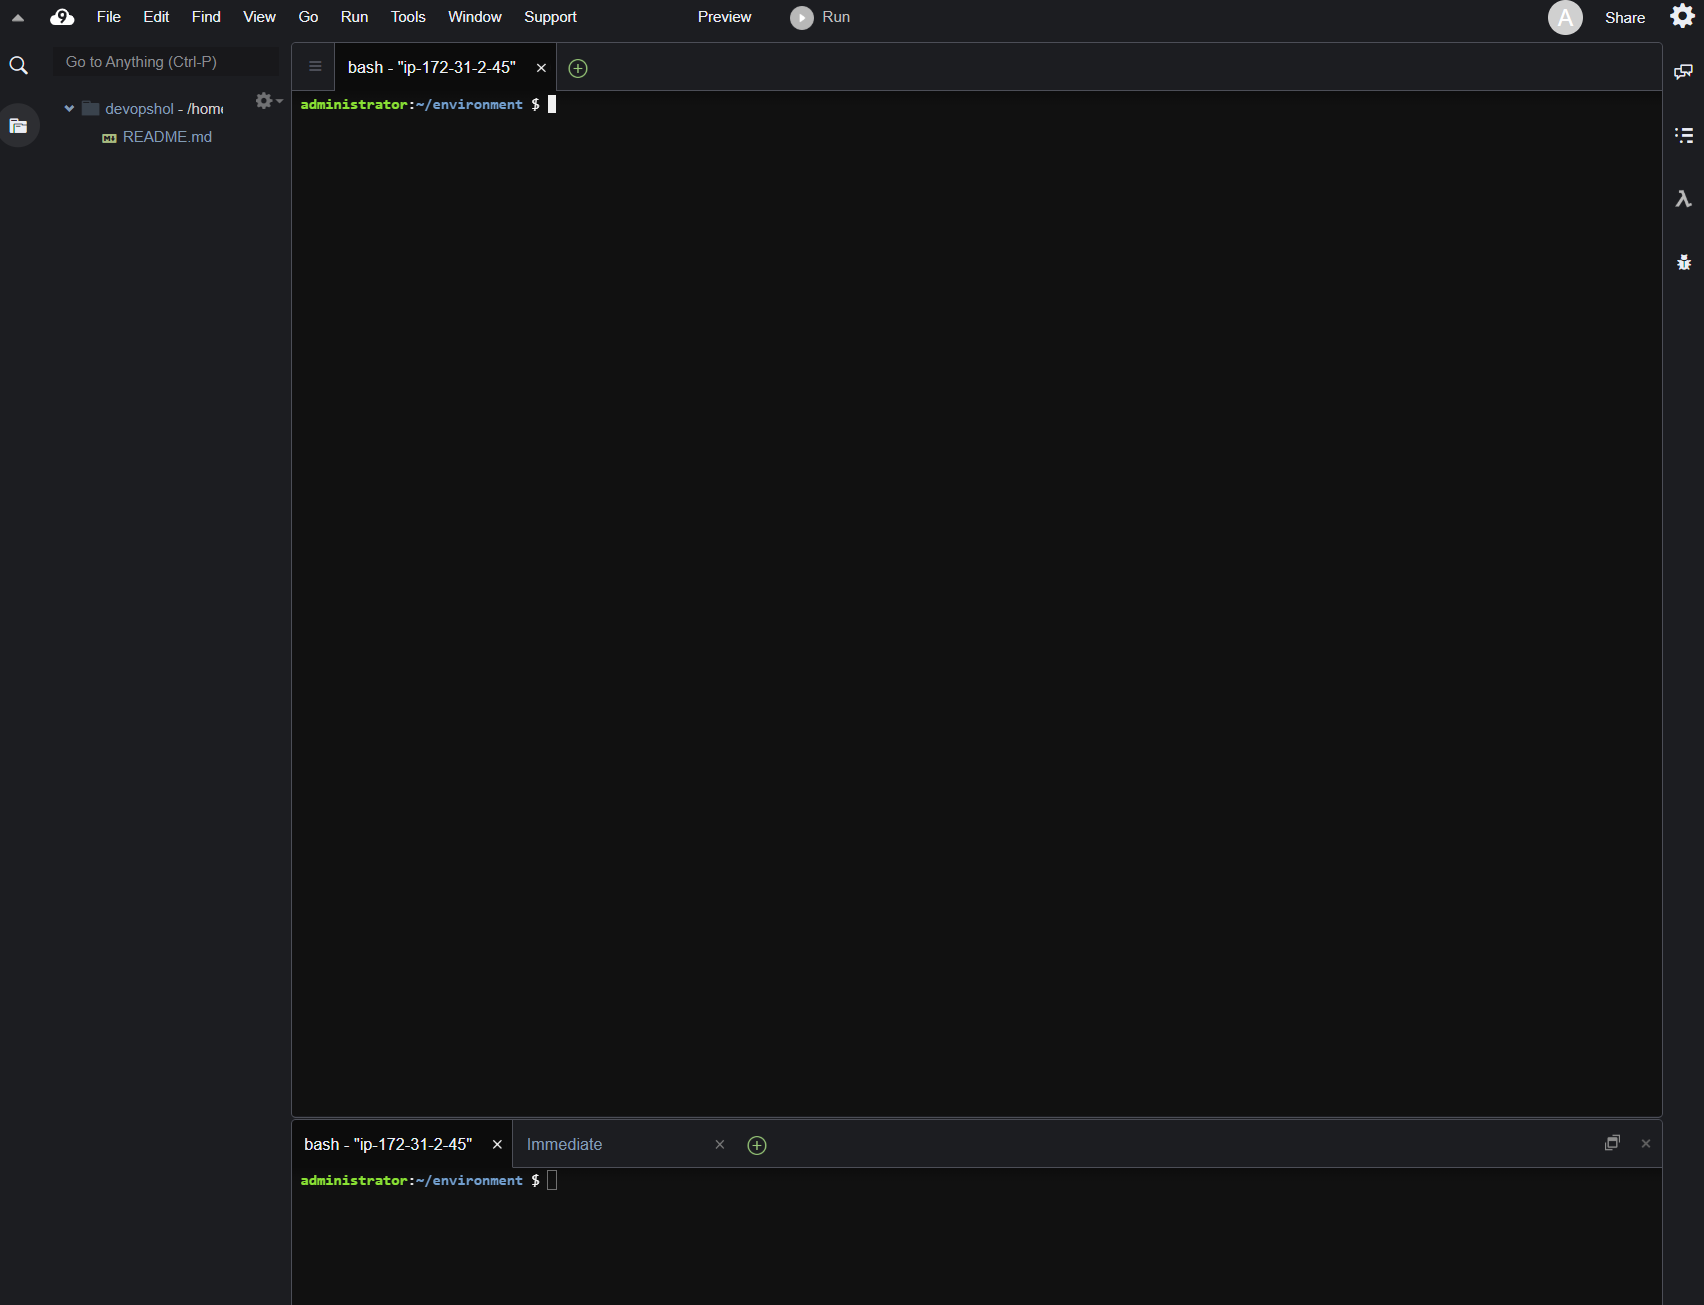 File Edit Find View Go Run Tools Window Support Preview Run A Share
Go to Anything (Ctrl-P)
bash - "ip-172-31-2-45"
devopshol - /home
README.md
administrator:~/environment $
bash - "ip-172-31-2-45" Immediate
administrator:~/environment $